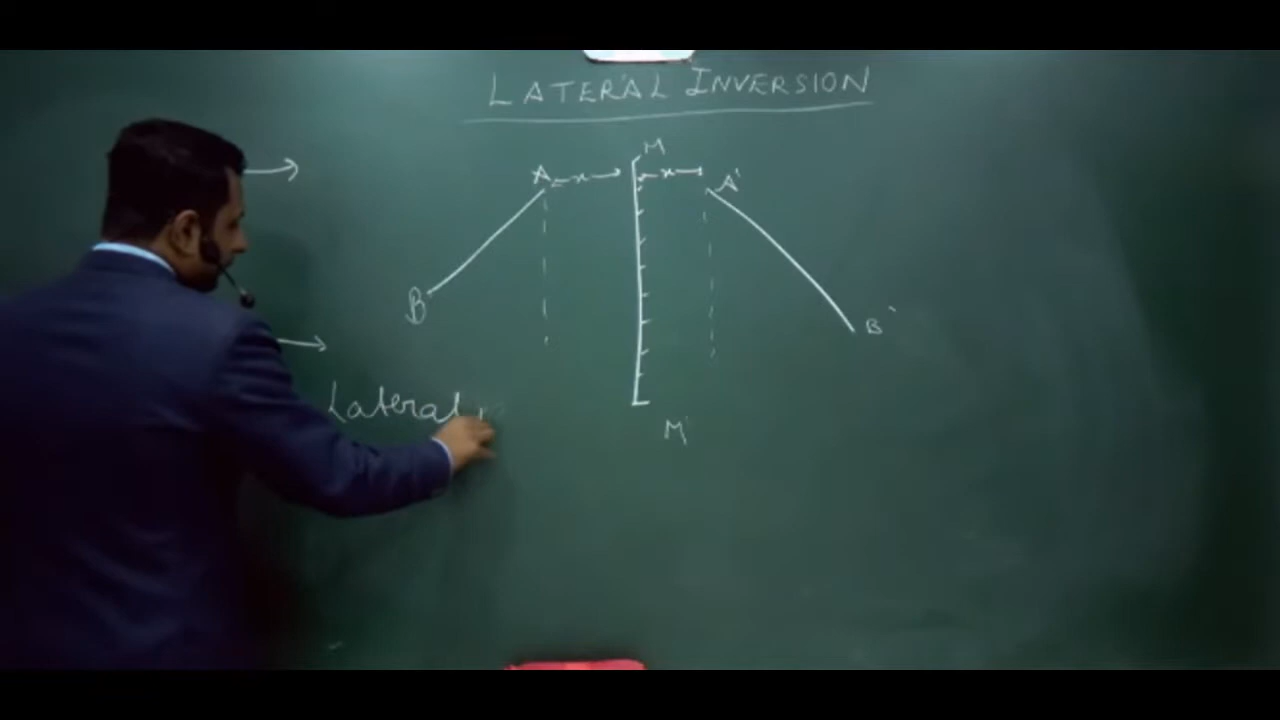 LATERAL INVERSION
M
A x x A'
B B'
Lateral
M'